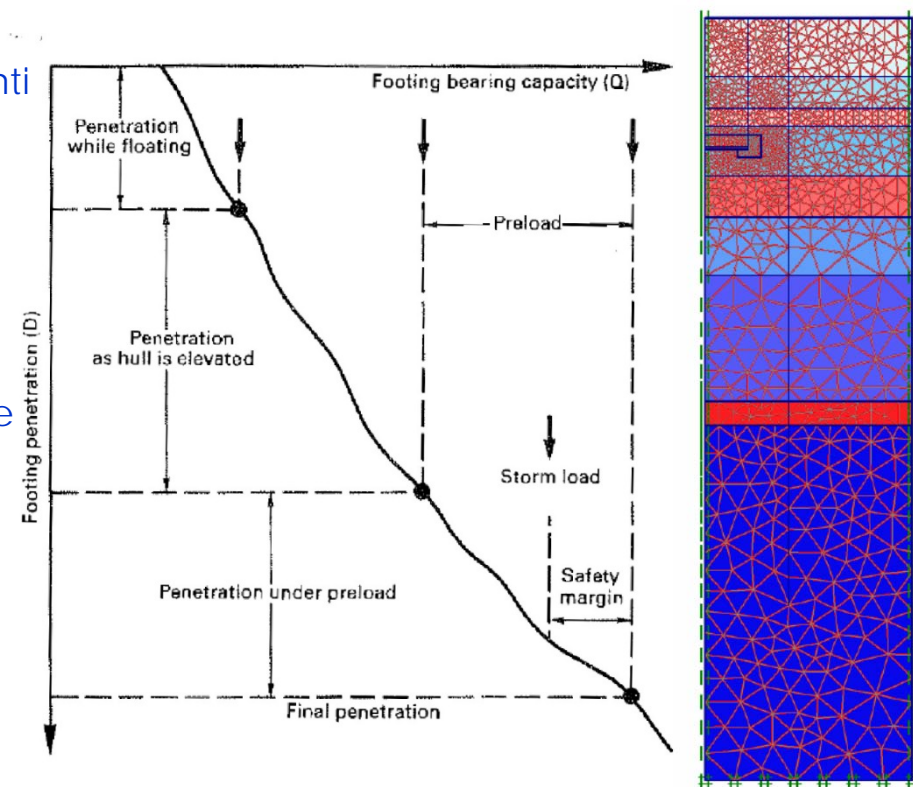 nti
Footing bearing capacity (Q)
Penetration
while floating
Preload
Penetration
as hull is elevated
e
Footing penetration (D)
Storm load
Safety
margin
Penetration under preload
Final penetration